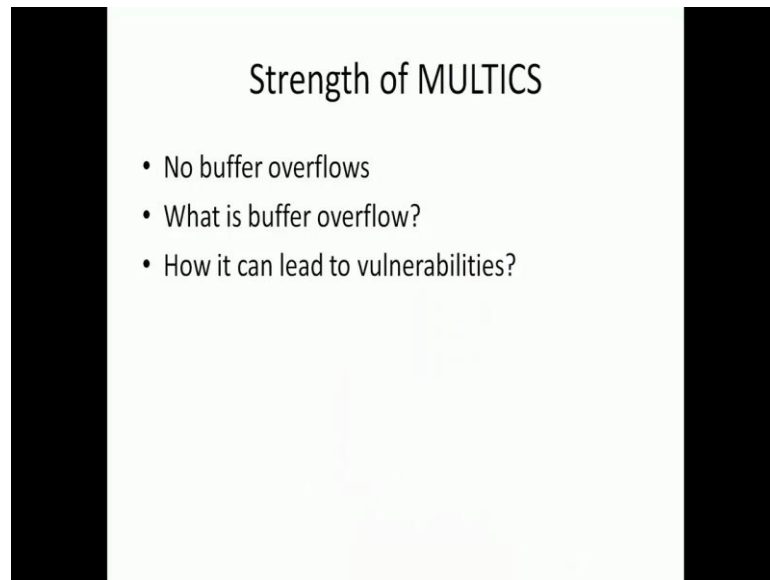 Strength of MULTICS
• No buffer overflows
• What is buffer overflow?
• How it can lead to vulnerabilities?